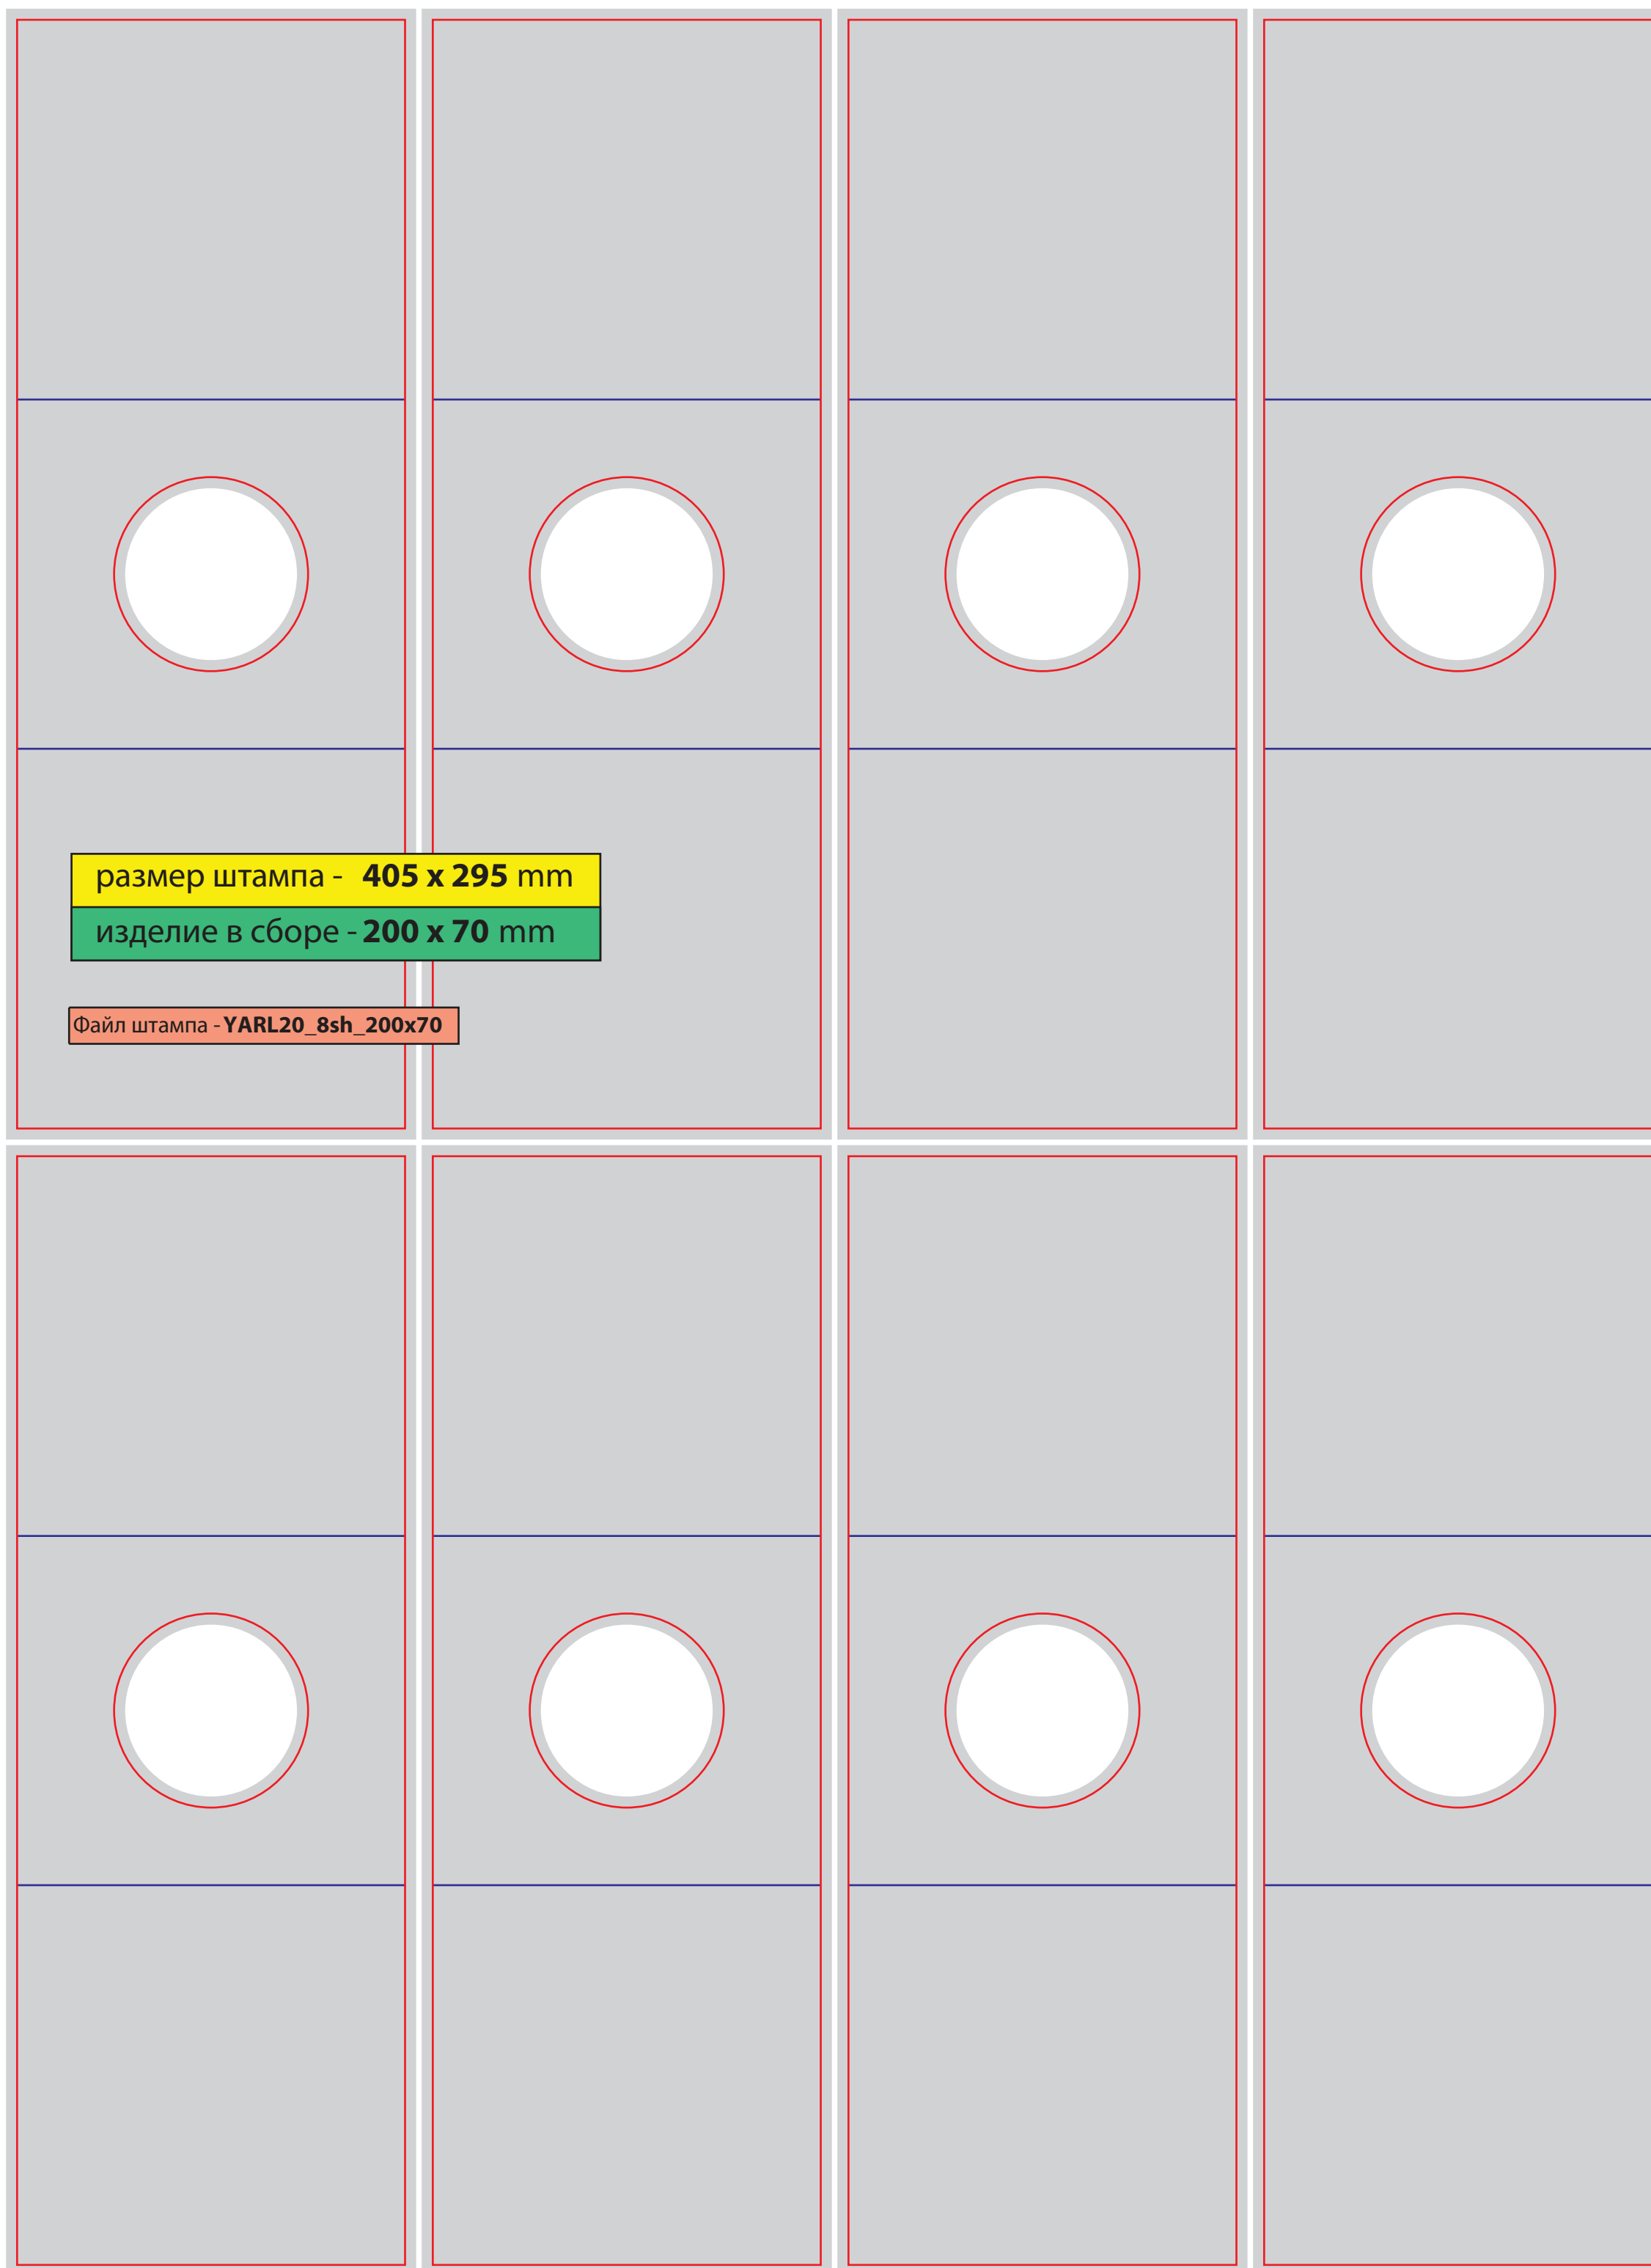 размер штампа - 405 x 295 mm
изделие в сборе - 200 x 70 mm
Файл штампа - YARL20_8sh_200x70